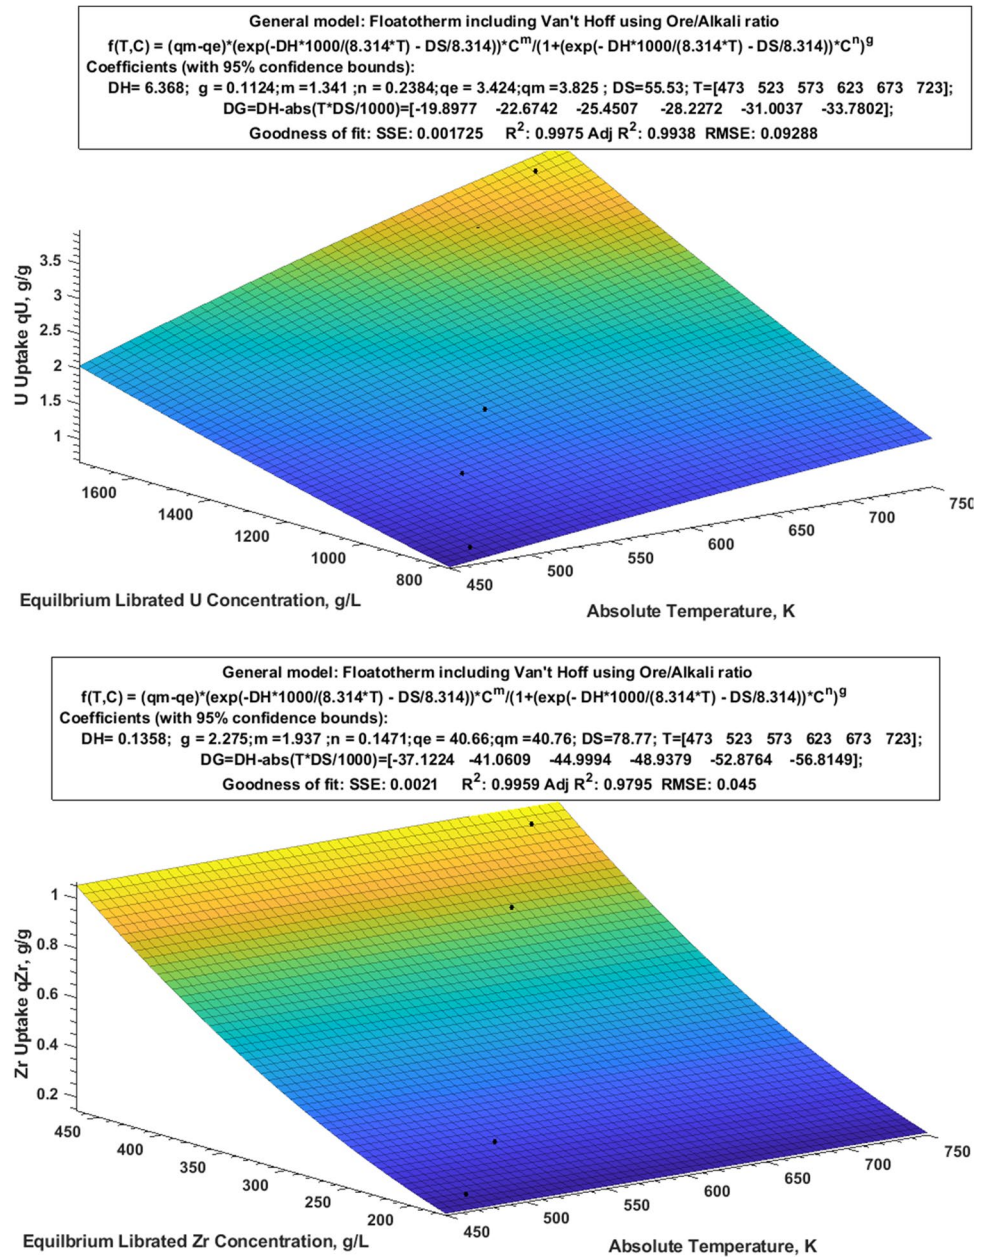 General model: Floatotherm including Van't Hoff using Ore/Alkali ratio
f(T,C) = (qm-qe)*(exp(-DH*1000/(8.314*T) - DS/8.314))*C^m/(1+(exp(- DH*1000/(8.314*T) - DS/8.314))*C^n)^g
Coefficients (with 95% confidence bounds):
DH= 6.368; g = 0.1124;m =1.341 ;n = 0.2384;qe = 3.424;qm =3.825 ; DS=55.53; T=[473 523 573 623 673 723];
DG=DH-abs(T*DS/1000)=[-19.8977 -22.6742 -25.4507 -28.2272 -31.0037 -33.7802];
Goodness of fit: SSE: 0.001725 R²: 0.9975 Adj R²: 0.9938 RMSE: 0.09288
U Uptake qU, g/g
3.5
3
2.5
2
1.5
1
1600
1400
1200
1000
800
450
500
550
600
650
700
750
Equilbrium Librated U Concentration, g/L
Absolute Temperature, K
General model: Floatotherm including Van't Hoff using Ore/Alkali ratio
f(T,C) = (qm-qe)*(exp(-DH*1000/(8.314*T) - DS/8.314))*C^m/(1+(exp(- DH*1000/(8.314*T) - DS/8.314))*C^n)^g
Coefficients (with 95% confidence bounds):
DH= 0.1358; g = 2.275;m =1.937 ;n = 0.1471;qe = 40.66;qm =40.76; DS=78.77; T=[473 523 573 623 673 723];
DG=DH-abs(T*DS/1000)=[-37.1224 -41.0609 -44.9994 -48.9379 -52.8764 -56.8149];
Goodness of fit: SSE: 0.0021 R²: 0.9959 Adj R²: 0.9795 RMSE: 0.045
Zr Uptake qZr, g/g
1
0.8
0.6
0.4
0.2
450
400
350
300
250
200
450
500
550
600
650
700
750
Equilbrium Librated Zr Concentration, g/L
Absolute Temperature, K